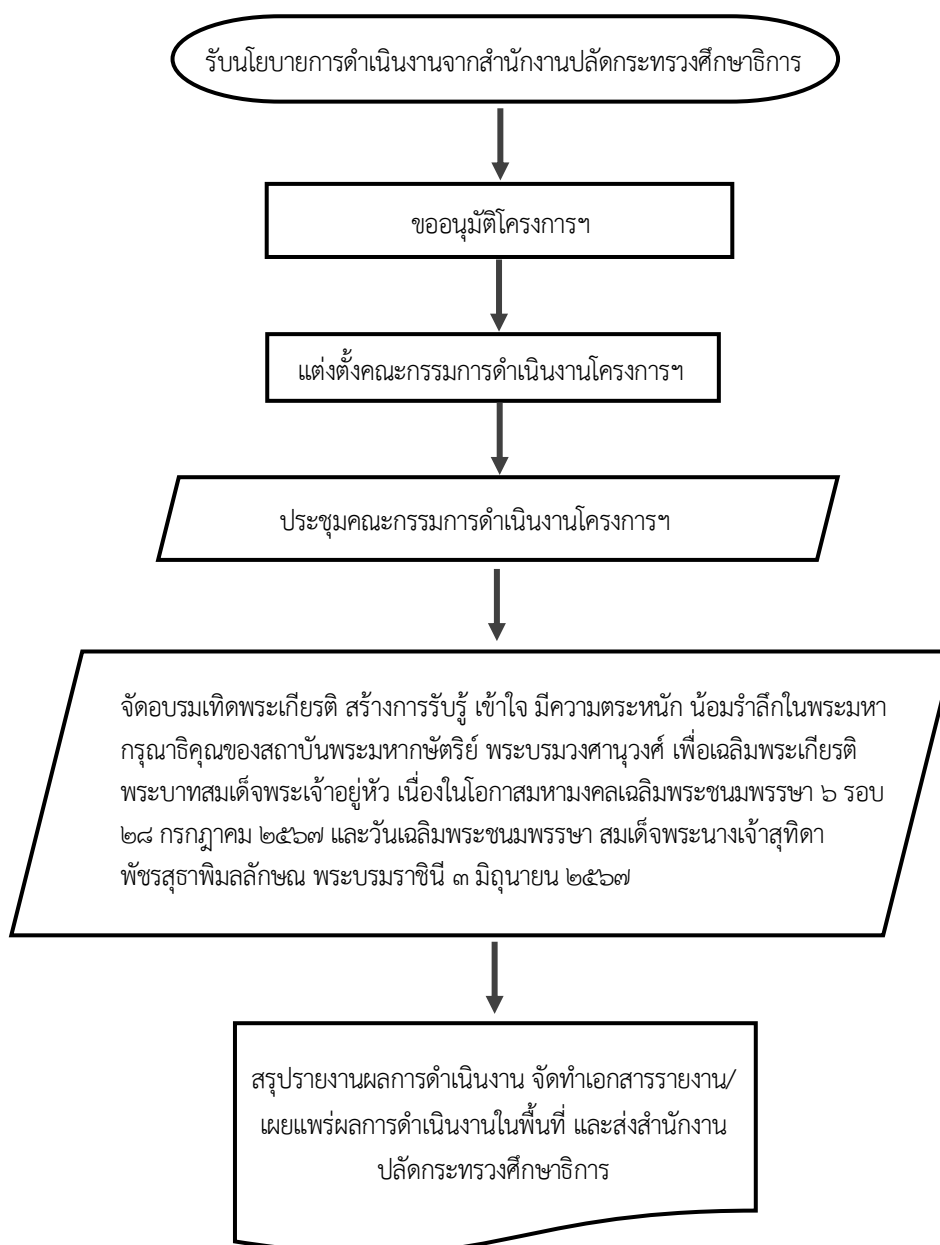 รับนโยบายการดำเนินงานจากสำนักงานปลัดกระทรวงศึกษาธิการ
ขออนุมัติโครงการฯ
แต่งตั้งคณะกรรมการดำเนินงานโครงการฯ
ประชุมคณะกรรมการดำเนินงานโครงการฯ
จัดอบรมเทิดพระเกียรติ สร้างการรับรู้ เข้าใจ มีความตระหนัก น้อมรำลึกในพระมหา
กรุณาธิคุณของสถาบันพระมหากษัตริย์ พระบรมวงศานุวงศ์ เพื่อเฉลิมพระเกียรติ
พระบาทสมเด็จพระเจ้าอยู่หัว เนื่องในโอกาสมหามงคลเฉลิมพระชนมพรรษา ๖ รอบ
๒๘ กรกฎาคม ๒๕๖๗ และวันเฉลิมพระชนมพรรษา สมเด็จพระนางเจ้าสุทิดา
พัชรสุธาพิมลลักษณ พระบรมราชินี ๓ มิถุนายน ๒๕๖๗
สรุปรายงานผลการดำเนินงาน จัดทำเอกสารรายงาน/
เผยแพร่ผลการดำเนินงานในพื้นที่ และส่งสำนักงาน
ปลัดกระทรวงศึกษาธิการ